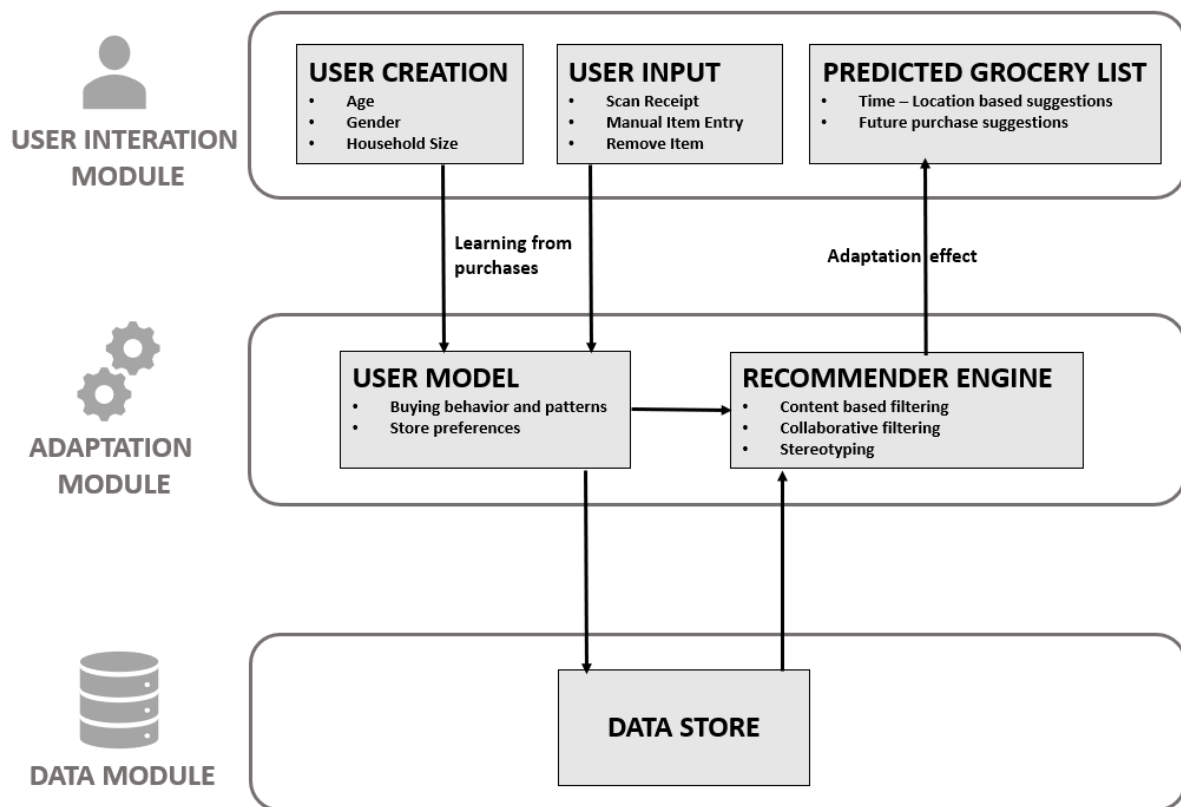 USER INTERATION
MODULE
USER CREATION
• Age
• Gender
• Household Size
USER INPUT
• Scan Receipt
• Manual Item Entry
• Remove Item
PREDICTED GROCERY LIST
• Time – Location based suggestions
• Future purchase suggestions
Learning from
purchases
Adaptation effect
ADAPTATION
MODULE
USER MODEL
• Buying behavior and patterns
• Store preferences
RECOMMENDER ENGINE
• Content based filtering
• Collaborative filtering
• Stereotyping
DATA MODULE
DATA STORE